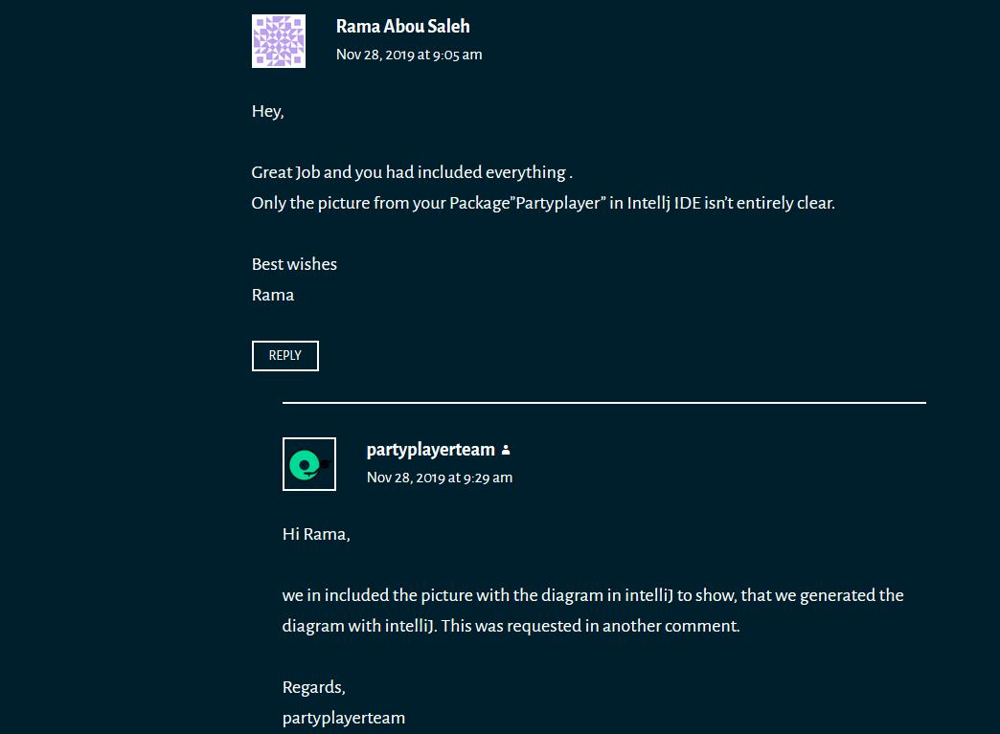 Rama Abou Saleh
Nov 28, 2019 at 9:05 am
Hey,
Great Job and you had included everything .
Only the picture from your Package”Partyplayer” in Intellj IDE isn’t entirely clear.
Best wishes
Rama
REPLY
partyplayerteam
Nov 28, 2019 at 9:29 am
Hi Rama,
we in included the picture with the diagram in intelliJ to show, that we generated the
diagram with intelliJ. This was requested in another comment.
Regards,
partyplayerteam